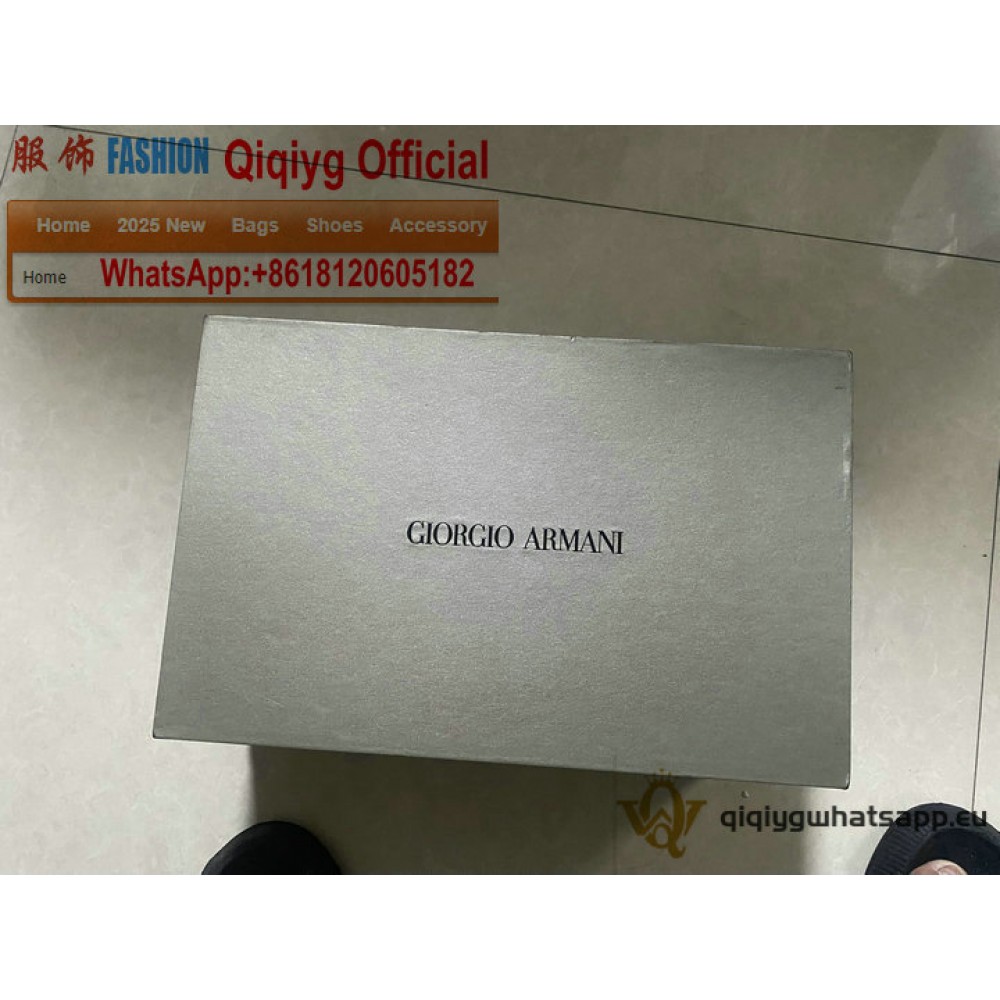 服饰 FASHION Qiqiyg Official
Home 2025 New Bags Shoes Accessory
Home WhatsApp:+8618120605182
GIORGIO ARMANI
qiqiygwhatsapp.eu